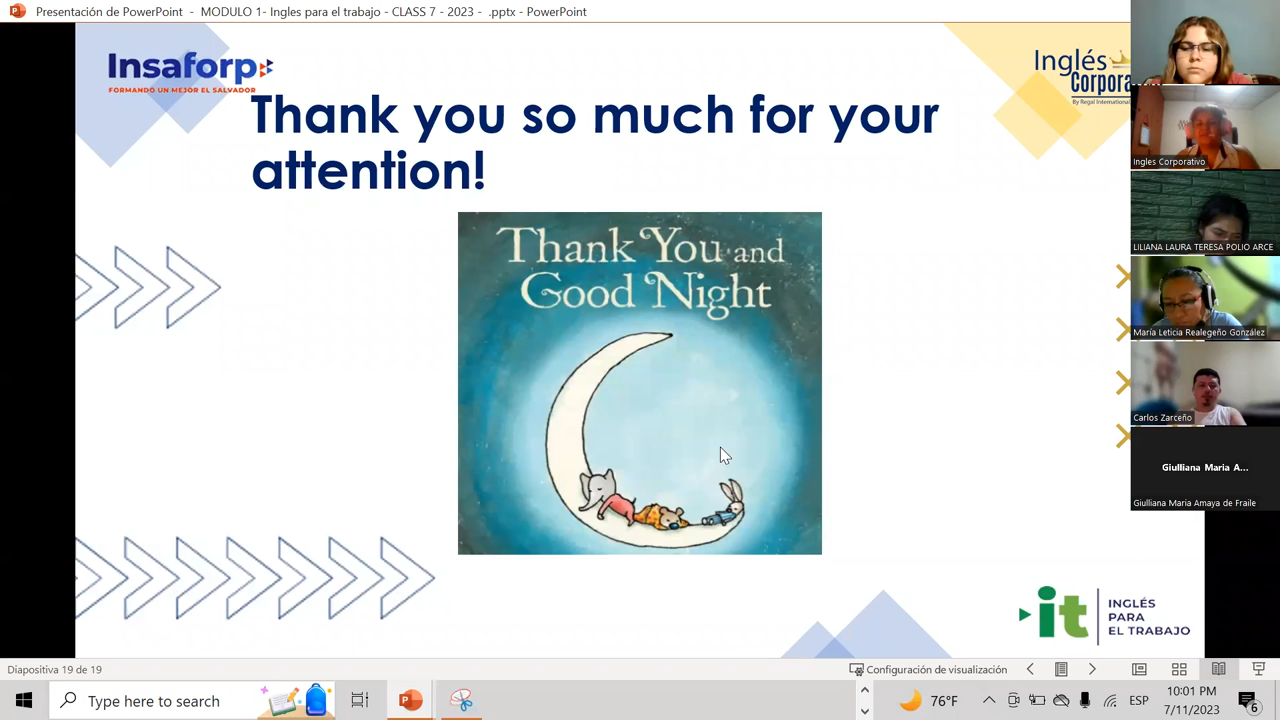 Presentación de PowerPoint - MODULO 1- Ingles para el trabajo - CLASS 7 - 2023 - .pptx - PowerPoint
Insaforp
FORMANDO UN MEJOR EL SALVADOR
Inglés
By Regal International
Thank you so much for your
attention!
Thank You and
Good Night
Ingles Corporativo
LILIANA LAURA TERESA POLIO ARCE
María Leticia Realegeño González
Carlos Zarceño
Giulliana Maria A...
Giulliana Maria Amaya de Fraile
it
INGLÉS
PARA
EL TRABAJO
Diapositiva 19 de 19
Configuración de visualización
Type here to search
76°F
ESP
10:01 PM
7/11/2023
6